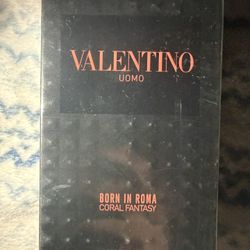 VALENTINO
UOMO
BORN IN ROMA
CORAL FANTASY